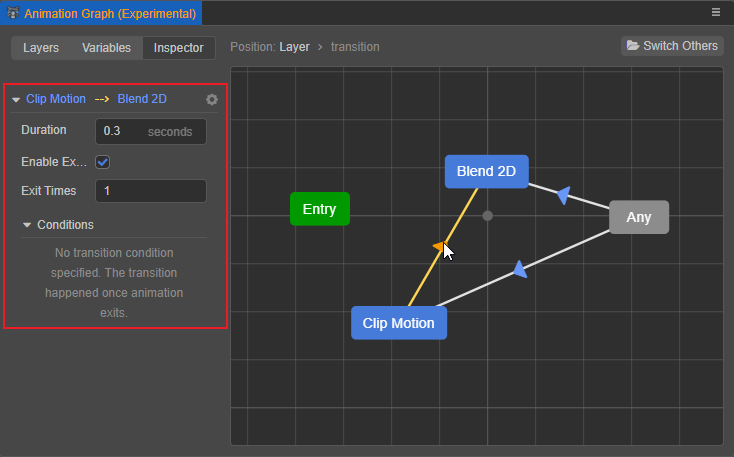 Animation Graph (Experimental)
Layers Variables Inspector Position: Layer > transition Switch Others
Clip Motion --> Blend 2D
Duration 0.3 seconds
Enable Ex...
Exit Times 1
Conditions
No transition condition
specified. The transition
happened once animation
exits.
Blend 2D
Entry
Any
Clip Motion